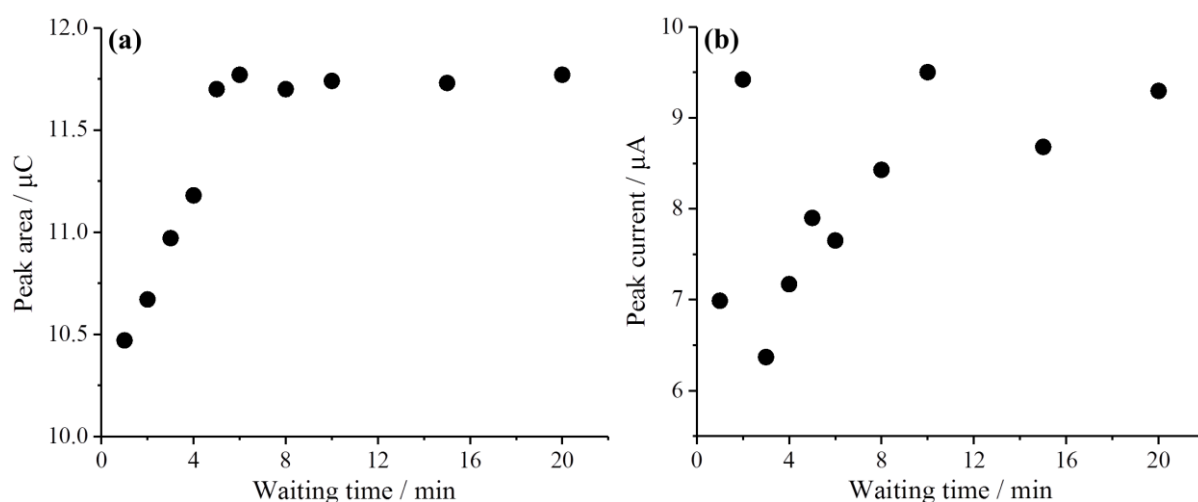 (a)
12.0
11.5
11.0
10.5
10.0
Peak area / μC
0 4 8 12 16 20
Waiting time / min
(b)
10
9
8
7
6
Peak current / μA
0 4 8 12 16 20
Waiting time / min